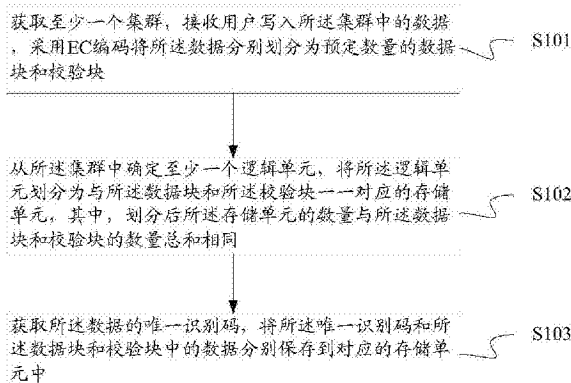 获取至少一个集群，接收用户写入所述集群中的数据
，采用EC编码将所述数据分别划分为预定数量的数据
块和校验块
S101
从所述集群中确定至少一个逻辑单元，将所述逻辑单
元划分为与所述数据块和所述校验块一一对应的存储
单元，其中，划分后所述存储单元的数量与所述数据
块和校验块的数量总和相同
S102
获取所述数据的唯一识别码，将所述唯一识别码和所
述数据块和校验块中的数据分别保存到对应的存储单
元中
S103